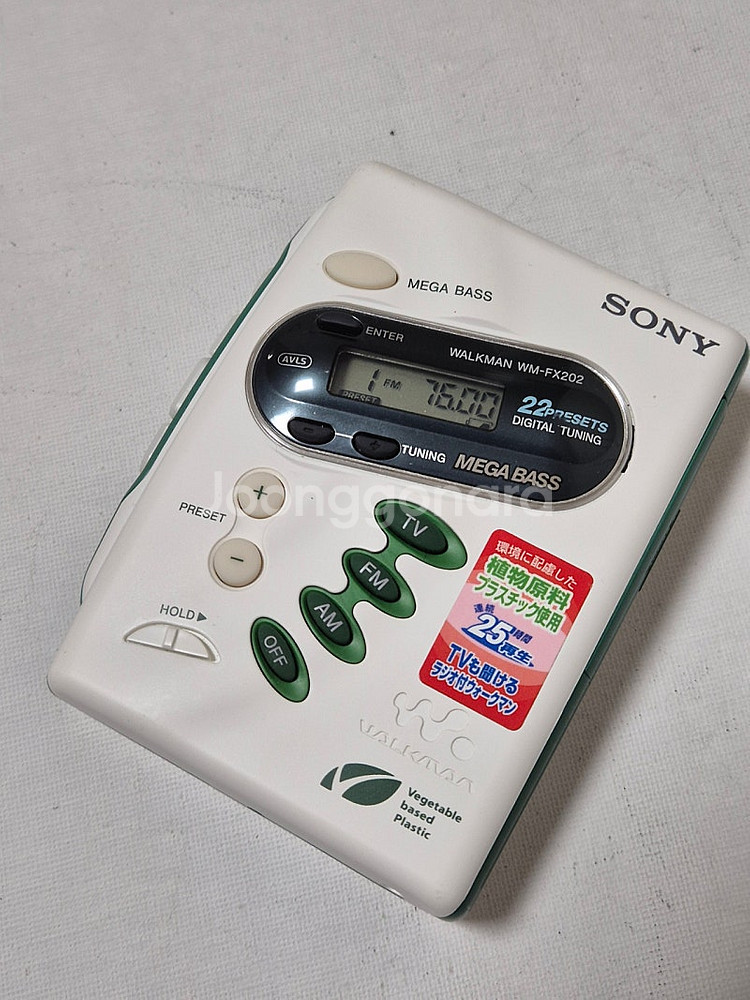 MEGA BASS
SONY
ENTER
WALKMAN WM-FX202
AVLS
1 FM 76.00
PRESET
22PRESETS
DIGITAL TUNING
− + TUNING
MEGA BASS
loonggonara
PRESET
+
−
TV
FM
AM
OFF
HOLD ▶
環境に配慮した
植物原料
プラスチック使用
連続
25時間
再生
TVも聞ける
ラジオ付ウォークマン
WALKMAN
Vegetable
based
Plastic